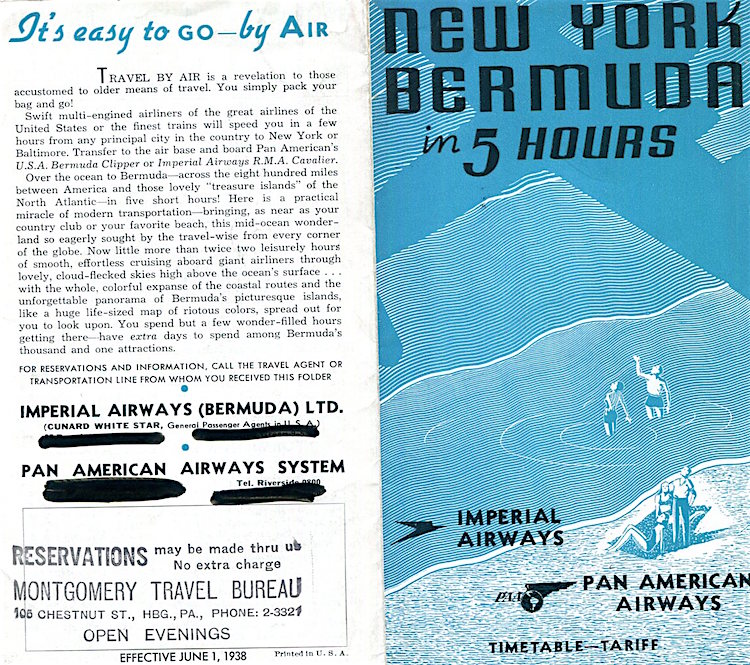 It's easy to GO—by AIR
TRAVEL BY AIR is a revelation to those
accustomed to older means of travel. You simply pack your
bag and go!
Swift multi-engined airliners of the great airlines of the
United States or the finest trains will speed you in a few
hours from any principal city in the country to New York or
Baltimore. Transfer to the air base and board Pan American's
U.S.A. Bermuda Clipper or Imperial Airways R.M.A. Cavalier.
Over the ocean to Bermuda—across the eight hundred miles
between America and those lovely "treasure islands" of the
North Atlantic—in five short hours! Here is a practical
miracle of modern transportation—bringing, as near as your
country club or your favorite beach, this mid-ocean wonder-
land so eagerly sought by the travel-wise from every corner
of the globe. Now little more than twice two leisurely hours
of smooth, effortless cruising aboard giant airliners through
lovely, cloud-flecked skies high above the ocean's surface . . .
with the whole, colorful expanse of the coastal routes and the
unforgettable panorama of Bermuda's picturesque islands,
like a huge life-sized map of riotous colors, spread out for
you to look upon. You spend but a few wonder-filled hours
getting there—have extra days to spend among Bermuda's
thousand and one attractions.
FOR RESERVATIONS AND INFORMATION, CALL THE TRAVEL AGENT OR
TRANSPORTATION LINE FROM WHOM YOU RECEIVED THIS FOLDER
IMPERIAL AIRWAYS (BERMUDA) LTD.
(CUNARD WHITE STAR, General Passenger Agents in U.S.A.)
PAN AMERICAN AIRWAYS SYSTEM
Tel. Riverside 9800
RESERVATIONS may be made thru us
No extra charge
MONTGOMERY TRAVEL BUREAU
106 CHESTNUT ST., HBG., PA., PHONE: 2-3321
OPEN EVENINGS
EFFECTIVE JUNE 1, 1938
Printed in U. S. A.
NEW YORK
BERMUDA
in 5 HOURS
IMPERIAL
AIRWAYS
PAA
PAN AMERICAN
AIRWAYS
TIMETABLE—TARIFF